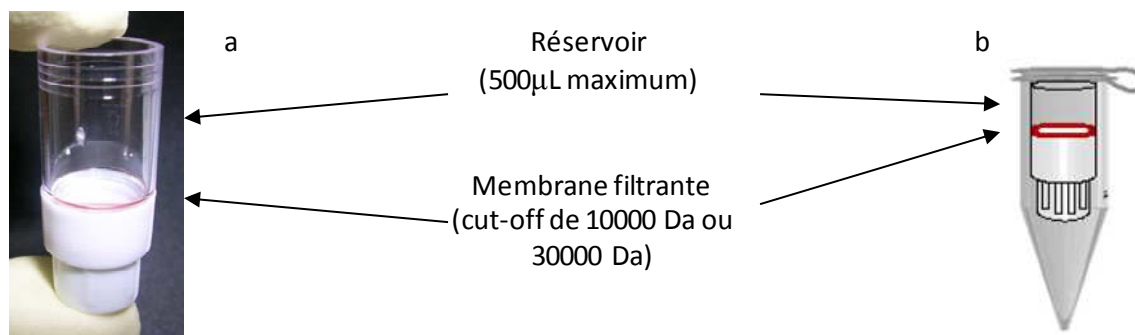 a
Réservoir
(500µL maximum)
b
Membrane filtrante
(cut-off de 10000 Da ou
30000 Da)